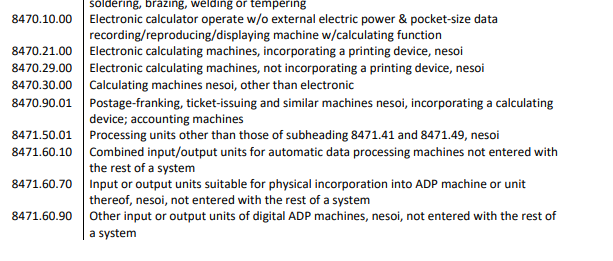 soldering, brazing, welding or tempering
8470.10.00 Electronic calculator operate w/o external electric power & pocket-size data
recording/reproducing/displaying machine w/calculating function
8470.21.00 Electronic calculating machines, incorporating a printing device, nesoi
8470.29.00 Electronic calculating machines, not incorporating a printing device, nesoi
8470.30.00 Calculating machines nesoi, other than electronic
8470.90.01 Postage-franking, ticket-issuing and similar machines nesoi, incorporating a calculating
device; accounting machines
8471.50.01 Processing units other than those of subheading 8471.41 and 8471.49, nesoi
8471.60.10 Combined input/output units for automatic data processing machines not entered with
the rest of a system
8471.60.70 Input or output units suitable for physical incorporation into ADP machine or unit
thereof, nesoi, not entered with the rest of a system
8471.60.90 Other input or output units of digital ADP machines, nesoi, not entered with the rest of
a system